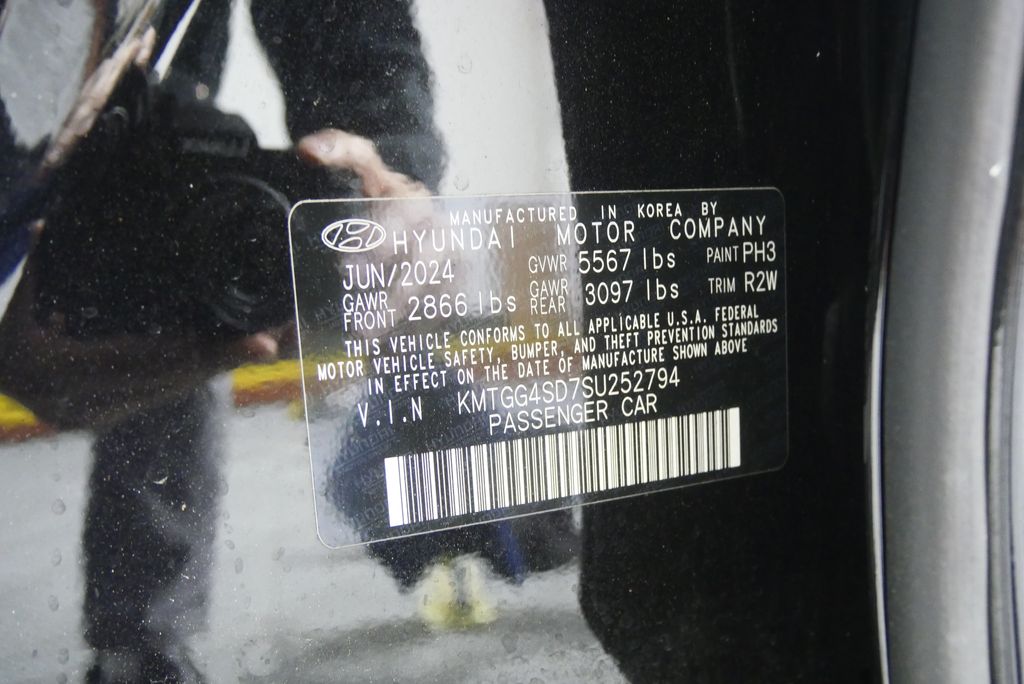 MANUFACTURED IN KOREA BY
HYUNDAI MOTOR COMPANY
JUN/2024 GVWR 5567 lbs PAINT PH3
GAWR FRONT 2866 lbs GAWR REAR 3097 lbs TRIM R2W
THIS VEHICLE CONFORMS TO ALL APPLICABLE U.S.A. FEDERAL
MOTOR VEHICLE SAFETY, BUMPER, AND THEFT PREVENTION STANDARDS
IN EFFECT ON THE DATE OF MANUFACTURE SHOWN ABOVE
V.I.N KMTGG4SD7SU252794
PASSENGER CAR